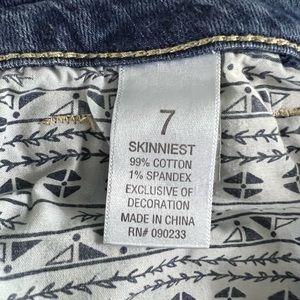 7
SKINNIEST
99% COTTON
1% SPANDEX
EXCLUSIVE OF
DECORATION
MADE IN CHINA
RN# 090233